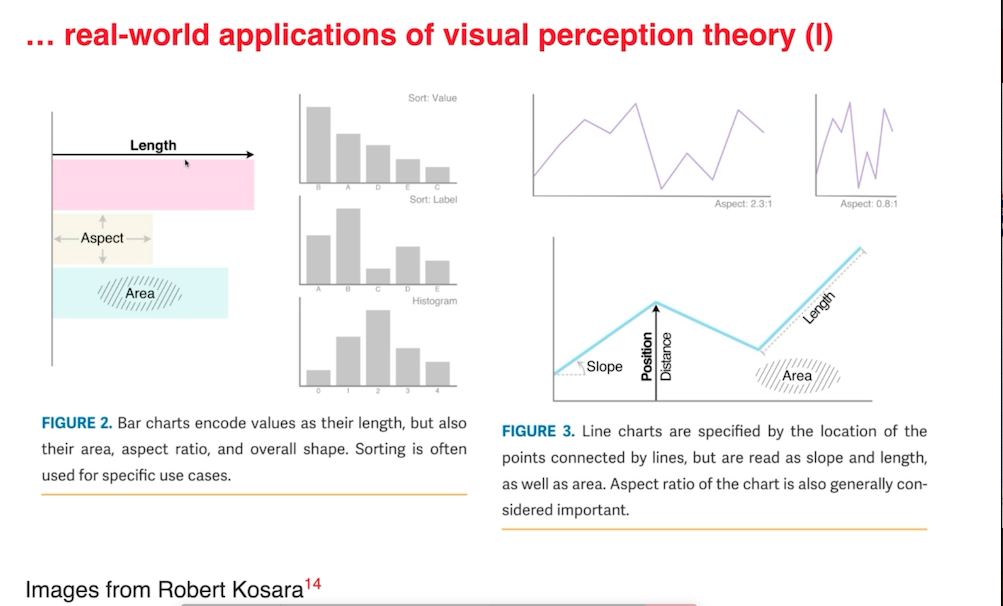 ... real-world applications of visual perception theory (I)
Length
Aspect
Area
Sort: Value
B A D E C
Sort: Label
A B C D E
Histogram
0 1 2 3 4
FIGURE 2. Bar charts encode values as their length, but also
their area, aspect ratio, and overall shape. Sorting is often
used for specific use cases.
Aspect: 2.3:1
Aspect: 0.8:1
Slope
Position
Distance
Length
Area
FIGURE 3. Line charts are specified by the location of the
points connected by lines, but are read as slope and length,
as well as area. Aspect ratio of the chart is also generally con-
sidered important.
Images from Robert Kosara14